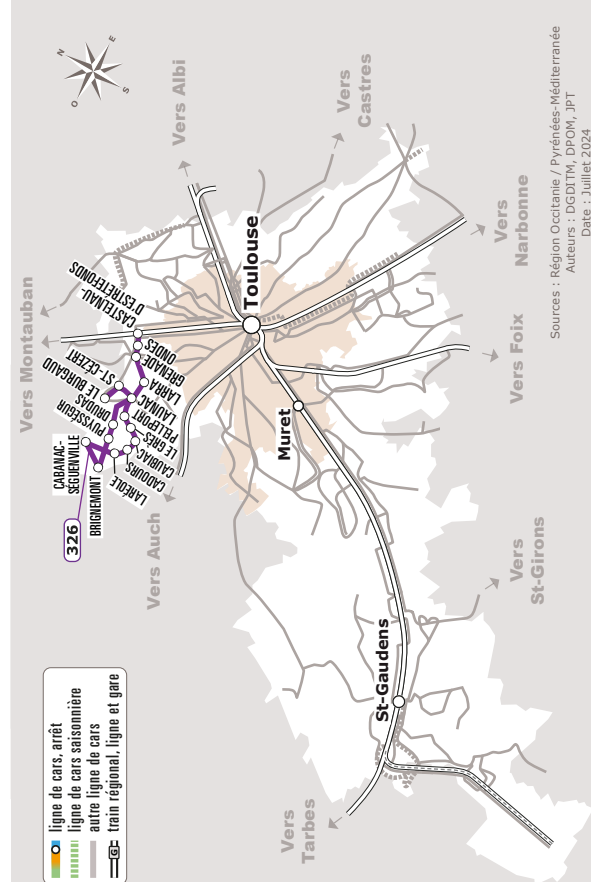 N
E
O
S
Vers Albi
Vers
Castres
Vers Montauban
Toulouse
CASTELNAU-
D'ESTRETEFONDS
ONDES
GRENADE
LARRA
ST-CEZERT
LE BURGAUD
LAUNAC
PELLEPORT
DRUDAS
LE GRÈS
PUYSSÉGUR
CAUBIAC
CADOURS
LARÉOLE
CABANAC-
SÉGUENVILLE
BRIGNEMONT
326
Vers Auch
Muret
Vers
Narbonne
Vers Foix
Vers
St-Girons
St-Gaudens
Vers
Tarbes
ligne de cars, arrêt
ligne de cars saisonnière
autre ligne de cars
G train régional, ligne et gare
Sources : Région Occitanie / Pyrénées-Méditerranée
Auteurs : DGDITM, DPOM, JPT
Date : Juillet 2024